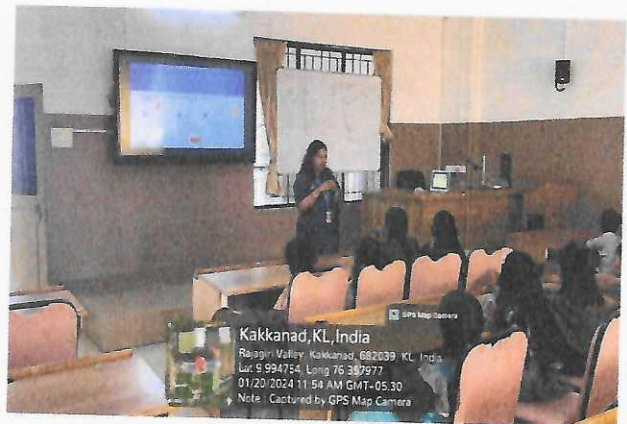 GPS Map Camera
Kakkanad,KL,India
Rajagiri Valley, Kakkanad, 682039, KL, India
Lat 9.994764, Long 76.357977
01/20/2024 11:54 AM GMT+05:30
Note : Captured by GPS Map Camera